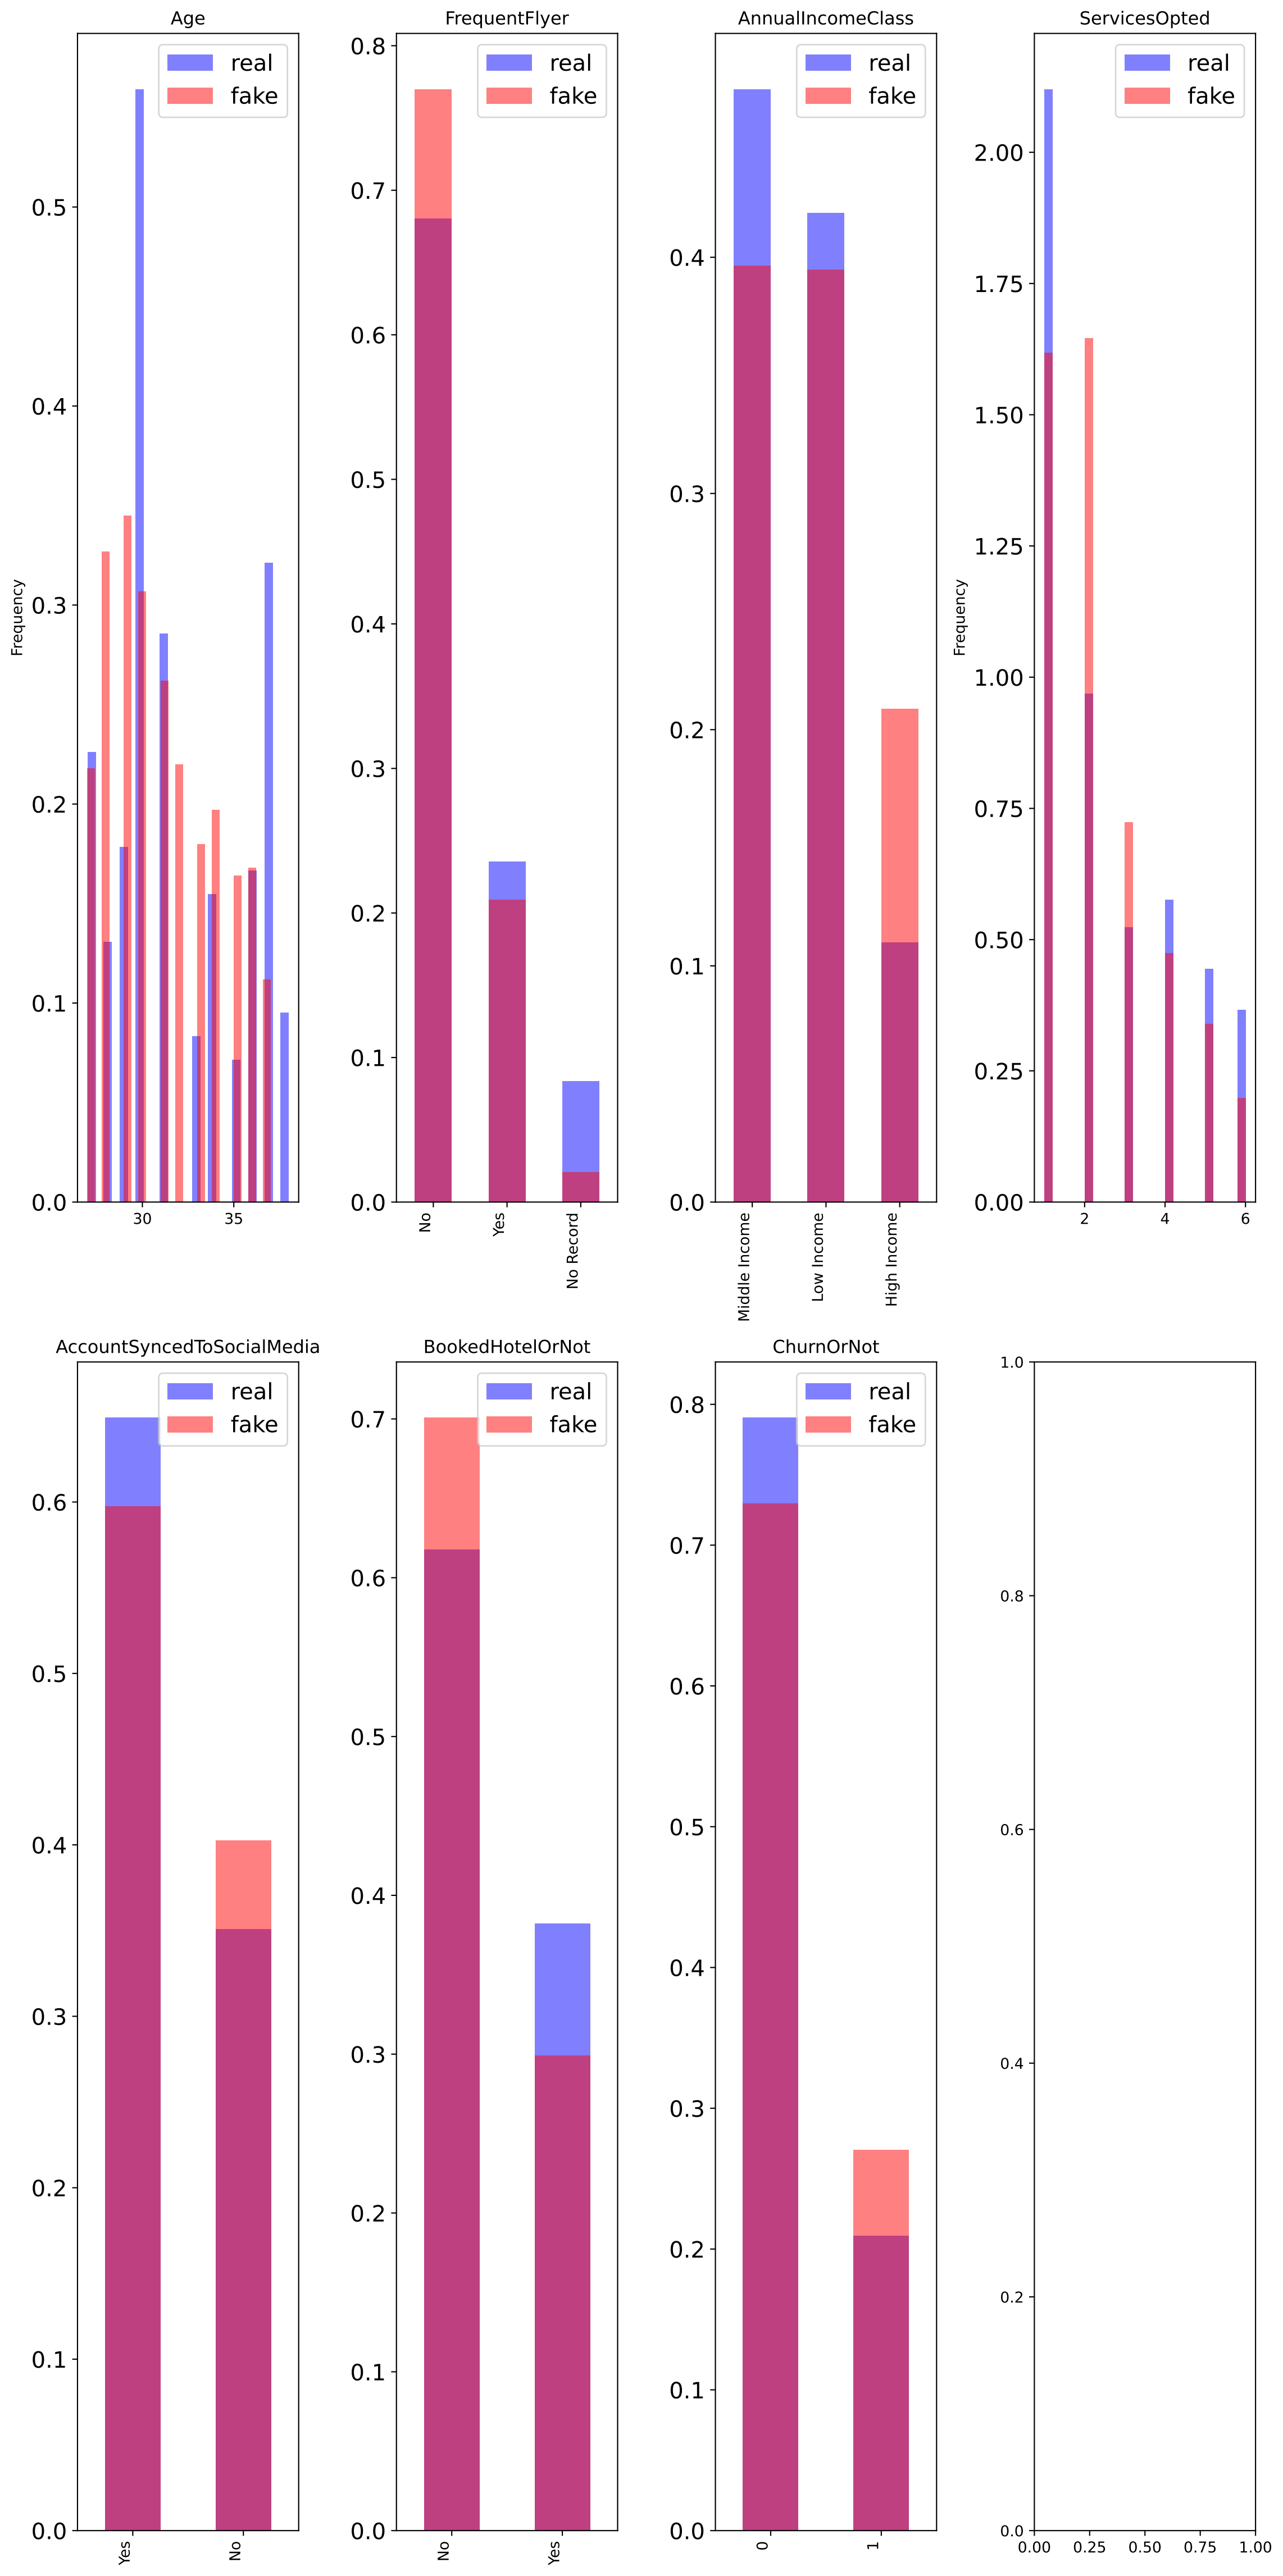 Age
real
fake
Frequency
0.5
0.4
0.3
0.2
0.1
0.0
30
35
FrequentFlyer
real
fake
0.8
0.7
0.6
0.5
0.4
0.3
0.2
0.1
0.0
No
Yes
No Record
AnnualIncomeClass
real
fake
0.4
0.3
0.2
0.1
0.0
Middle Income
Low Income
High Income
ServicesOpted
real
fake
Frequency
2.00
1.75
1.50
1.25
1.00
0.75
0.50
0.25
0.00
2
4
6
AccountSyncedToSocialMedia
real
fake
0.6
0.5
0.4
0.3
0.2
0.1
0.0
Yes
No
BookedHotelOrNot
real
fake
0.7
0.6
0.5
0.4
0.3
0.2
0.1
0.0
No
Yes
ChurnOrNot
real
fake
0.8
0.7
0.6
0.5
0.4
0.3
0.2
0.1
0.0
0
1
1.0
0.8
0.6
0.4
0.2
0.0
0.00 0.25 0.50 0.75 1.00